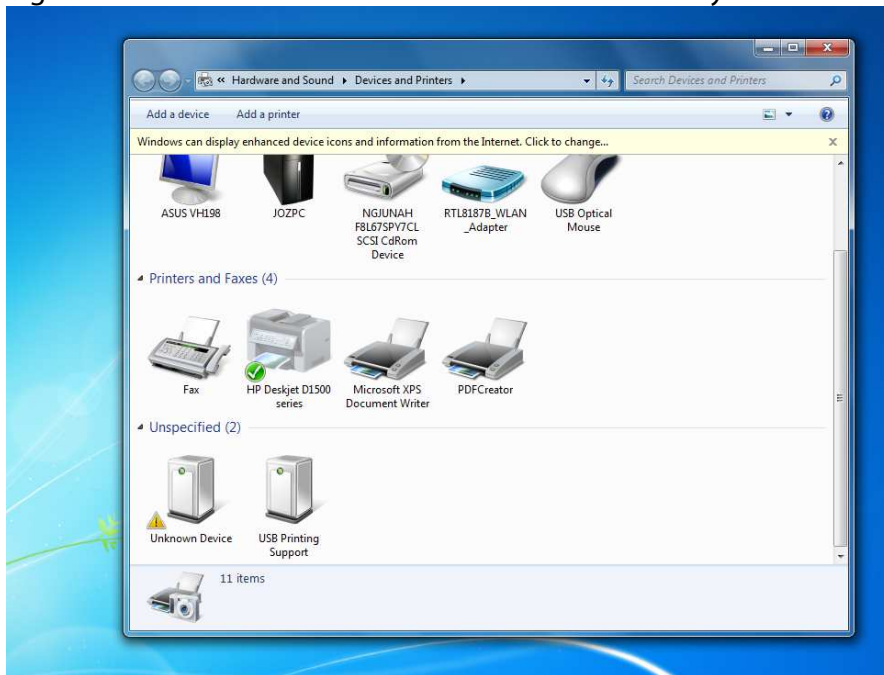 « Hardware and Sound ▸ Devices and Printers ▸
Search Devices and Printers
Add a device Add a printer
Windows can display enhanced device icons and information from the Internet. Click to change...
ASUS VH198 JOZPC NGJUNAH RTL8187B_WLAN USB Optical
F8L67SPY7CL _Adapter Mouse
SCSI CdRom
Device
Printers and Faxes (4)
Fax HP Deskjet D1500 Microsoft XPS PDFCreator
series Document Writer
Unspecified (2)
Unknown Device USB Printing
Support
11 items